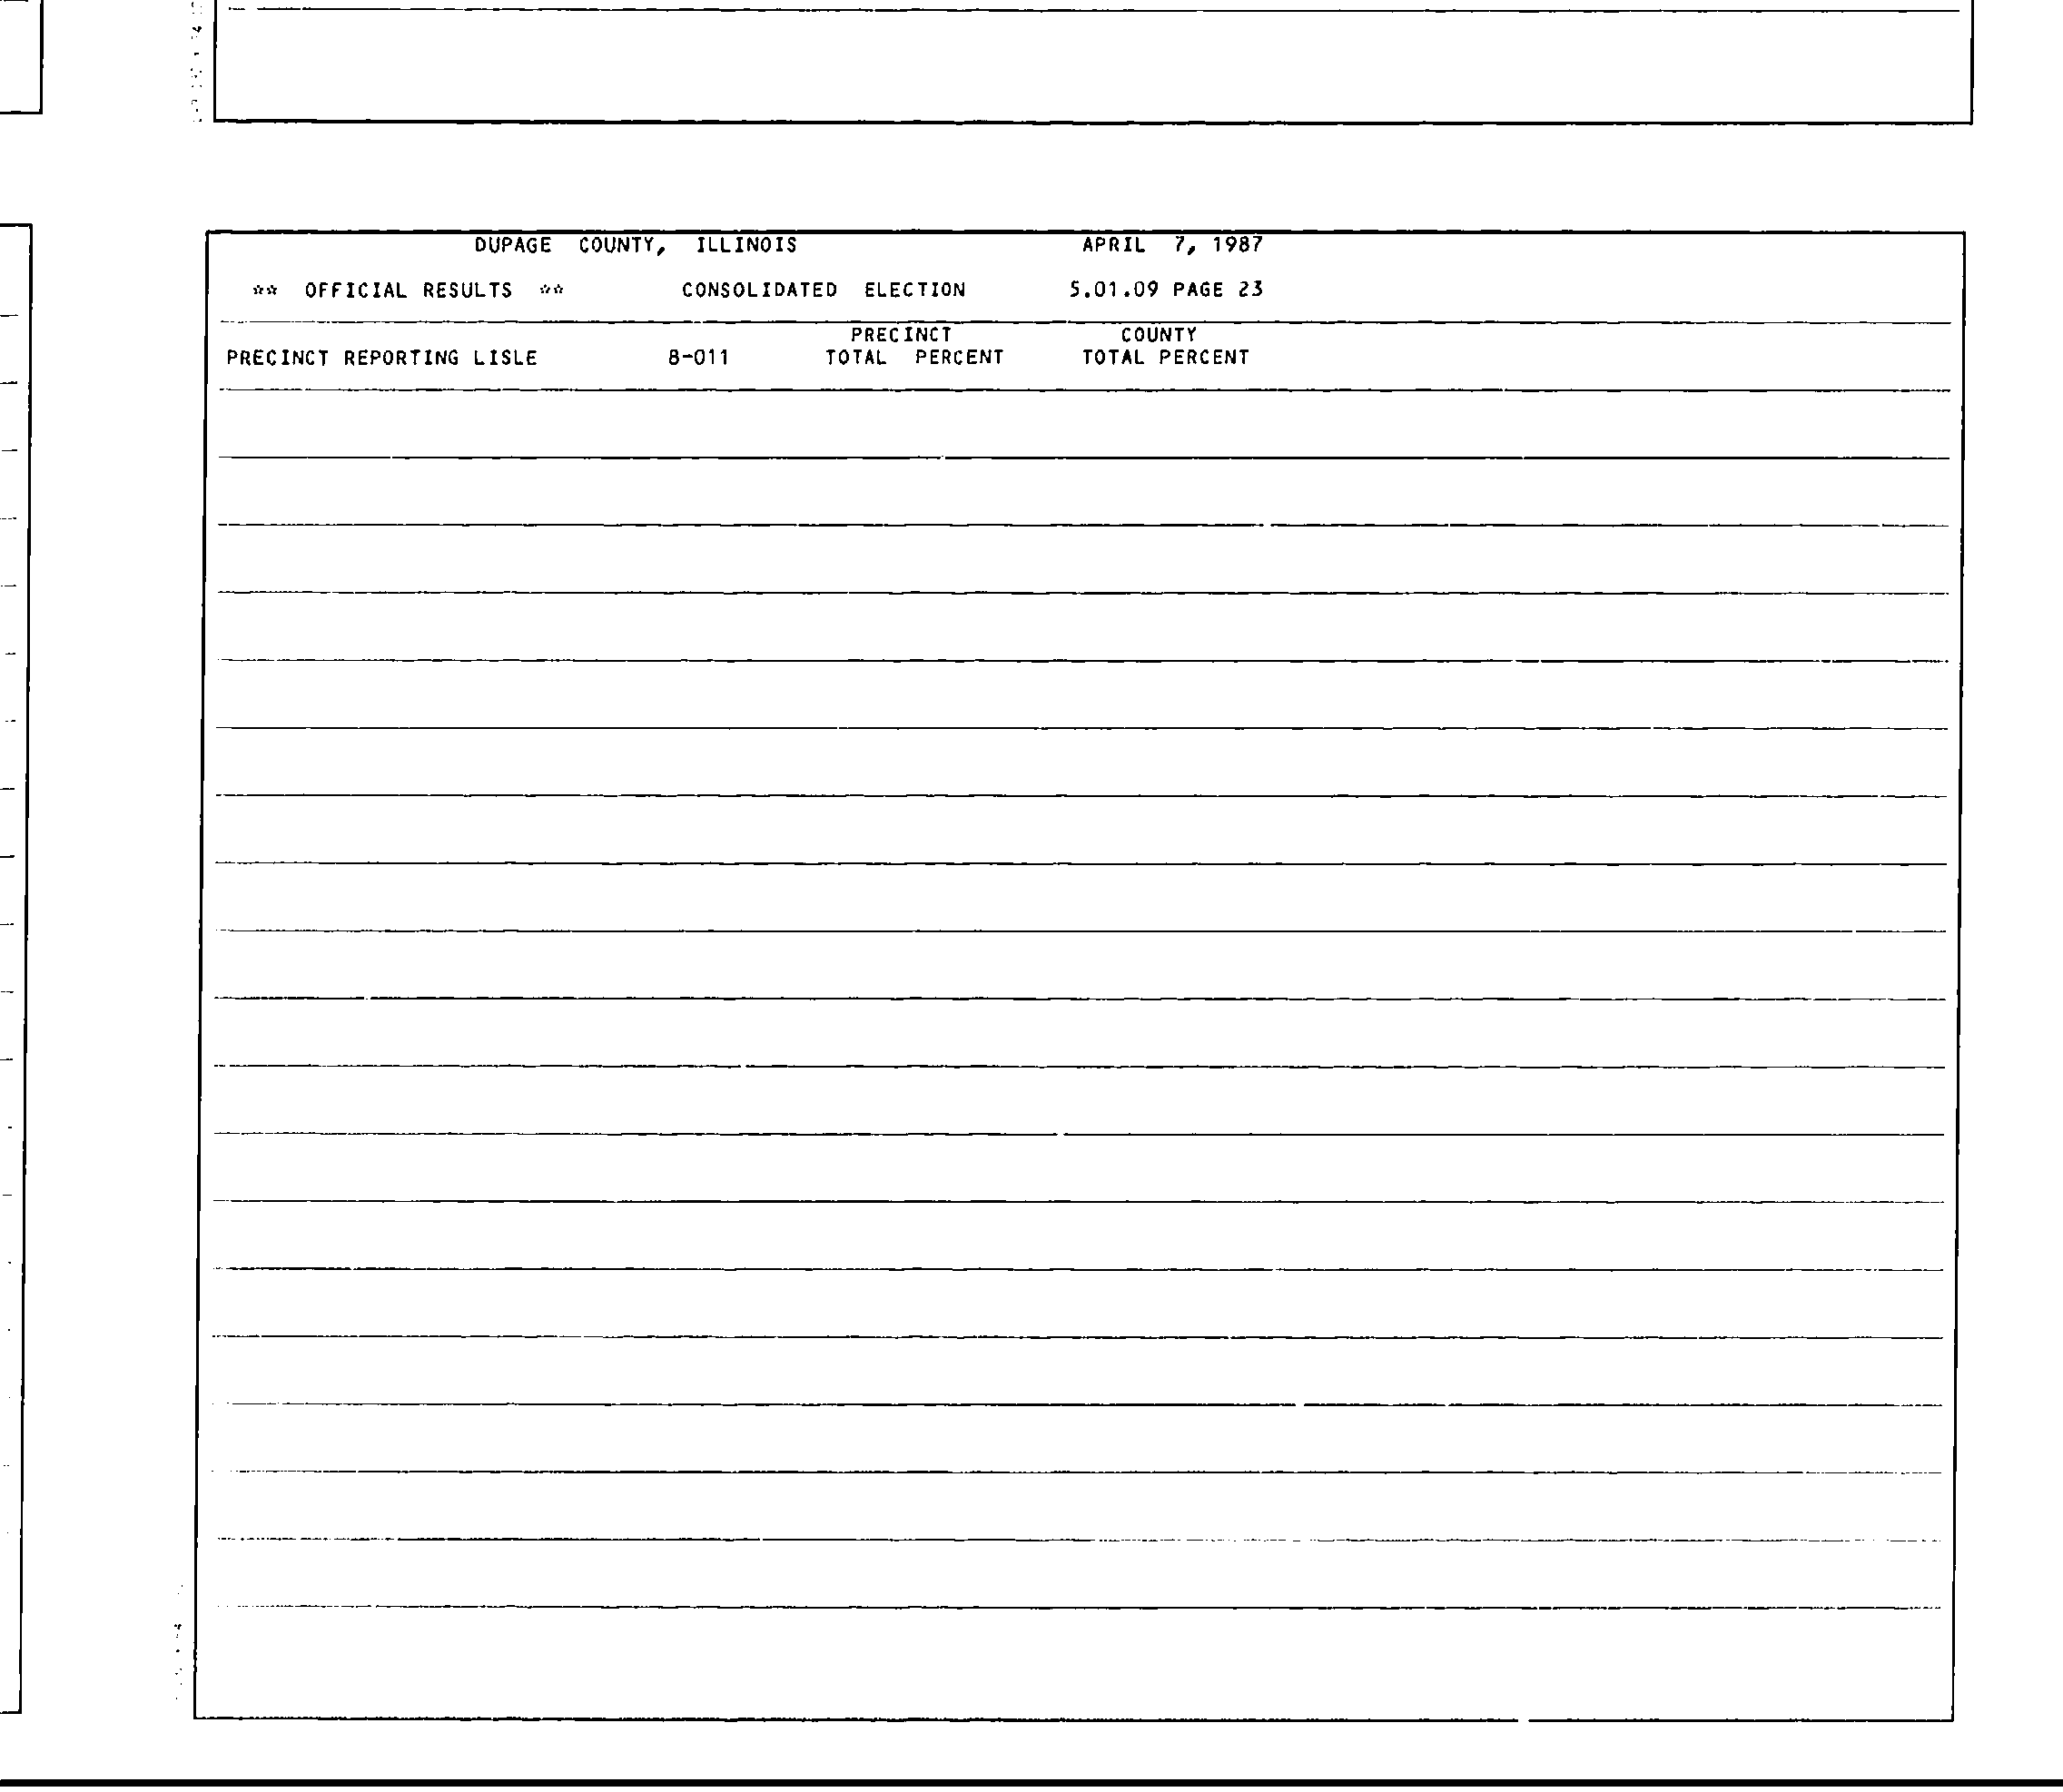 DUPAGE COUNTY, ILLINOIS APRIL 7, 1987
** OFFICIAL RESULTS ** CONSOLIDATED ELECTION 5.01.09 PAGE 23
PRECINCT COUNTY
PRECINCT REPORTING LISLE 8-011 TOTAL PERCENT TOTAL PERCENT